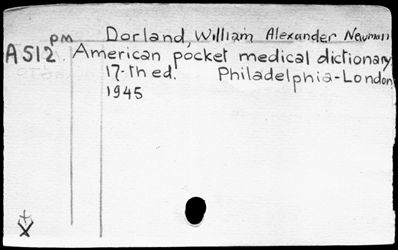 pm Dorland, William Alexander Newman
A512 American pocket medical dictionary
17-th ed. Philadelphia-London
1945
X